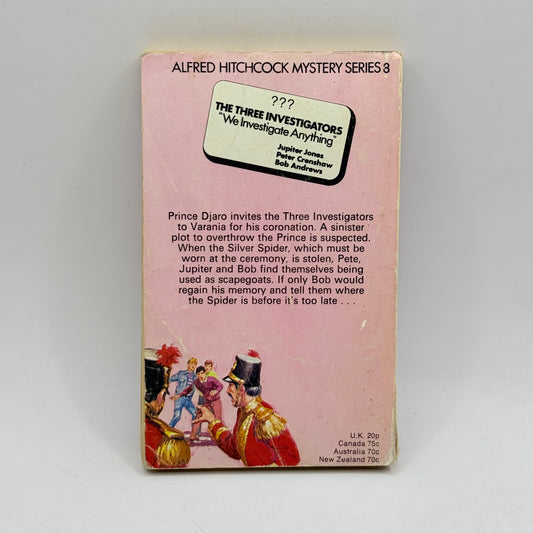 ALFRED HITCHCOCK MYSTERY SERIES 3
???
THE THREE INVESTIGATORS
"We Investigate Anything"
Jupiter Jones
Peter Crenshaw
Bob Andrews
Prince Djaro invites the Three Investigators
to Varania for his coronation. A sinister
plot to overthrow the Prince is suspected.
When the Silver Spider, which must be
worn at the ceremony, is stolen, Pete,
Jupiter and Bob find themselves being
used as scapegoats. If only Bob would
regain his memory and tell them where
the Spider is before it's too late . . .
U.K. 20p
Canada 75c
Australia 70c
New Zealand 70c